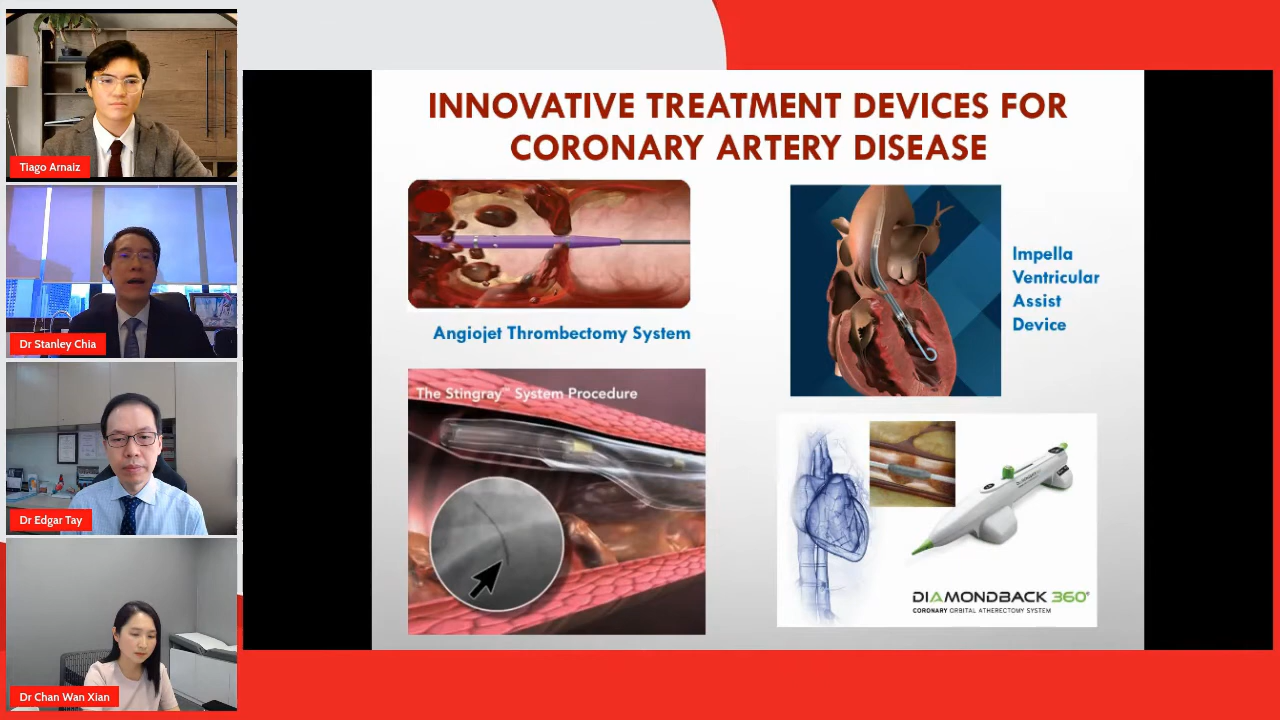 Tiago Arnaiz
Dr Stanley Chia
Dr Edgar Tay
Dr Chan Wan Xian
INNOVATIVE TREATMENT DEVICES FOR
CORONARY ARTERY DISEASE
Angiojet Thrombectomy System
Impella
Ventricular
Assist
Device
The Stingray™ System Procedure
DIAMONDBACK 360°
CORONARY ORBITAL ATHERECTOMY SYSTEM